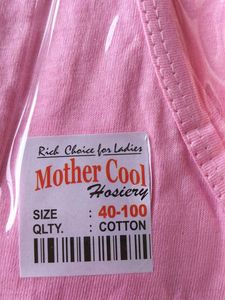 Rich Choice for Ladies
Mother Cool
Hosiery
SIZE : 40-100
QLTY. : COTTON